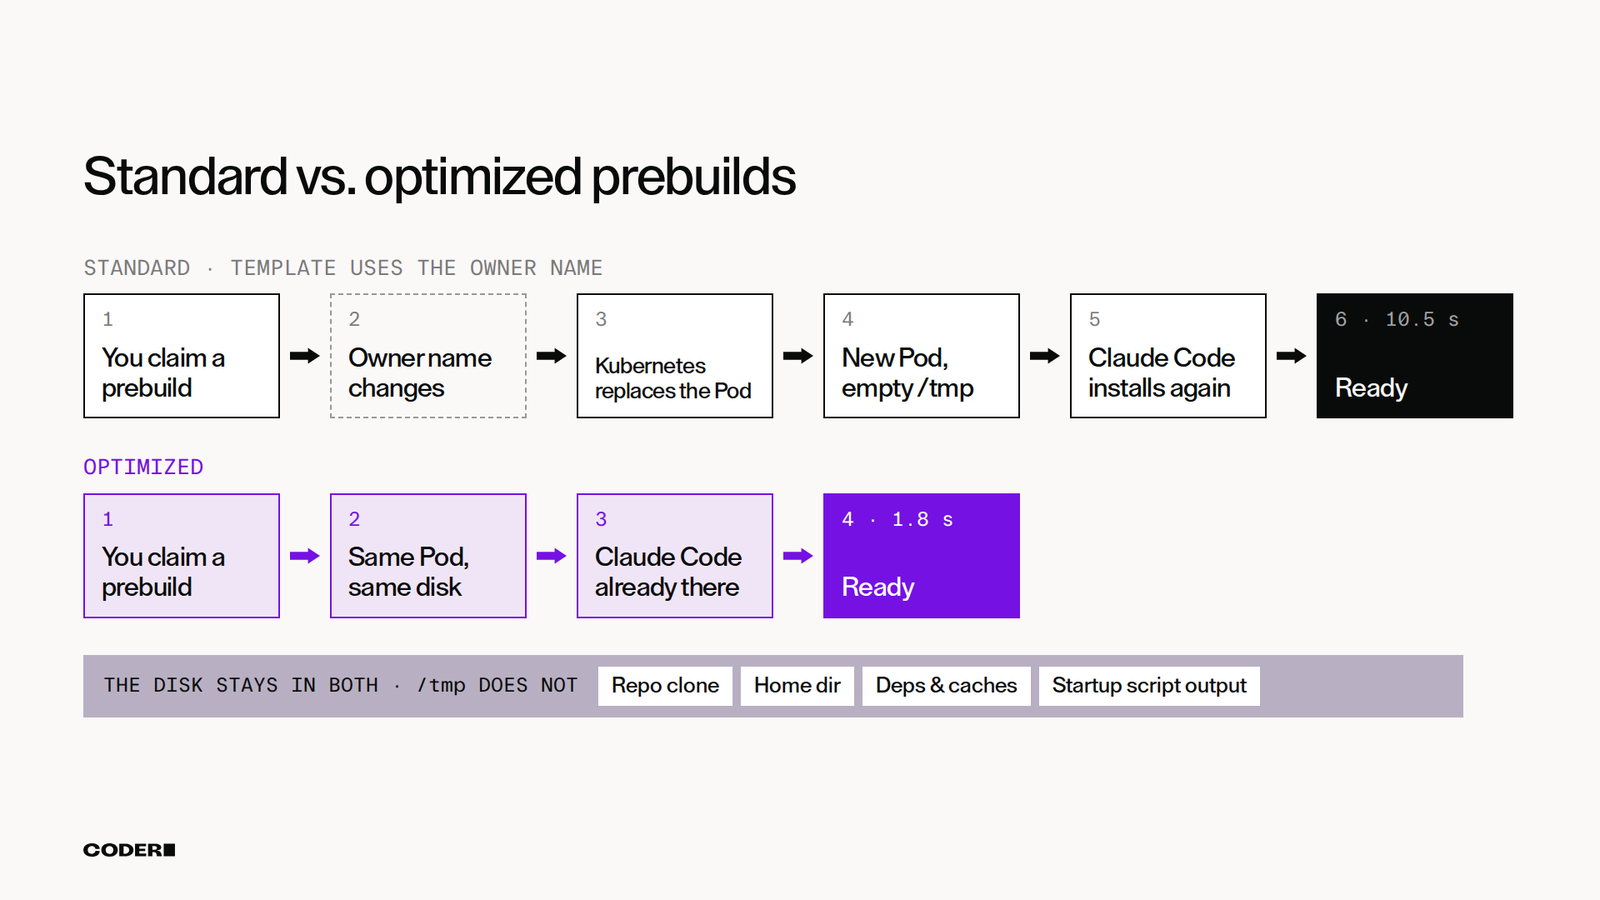 Standard vs. optimized prebuilds
STANDARD · TEMPLATE USES THE OWNER NAME
1
You claim a
prebuild
2
Owner name
changes
3
Kubernetes
replaces the Pod
4
New Pod,
empty /tmp
5
Claude Code
installs again
6 · 10.5 s
Ready
OPTIMIZED
1
You claim a
prebuild
2
Same Pod,
same disk
3
Claude Code
already there
4 · 1.8 s
Ready
THE DISK STAYS IN BOTH · /tmp DOES NOT
Repo clone
Home dir
Deps & caches
Startup script output
CODER